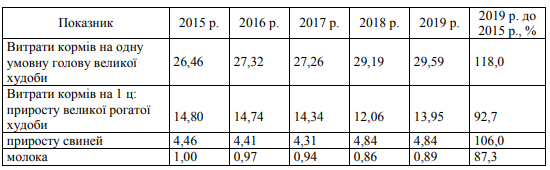 Показник 2015 р. 2016 р. 2017 р. 2018 р. 2019 р. 2019 р. до
2015 р., %
Витрати кормів на одну
умовну голову великої
худоби 26,46 27,32 27,26 29,19 29,59 118,0
Витрати кормів на 1 ц:
приросту великої рогатої
худоби 14,80 14,74 14,34 12,06 13,95 92,7
приросту свиней 4,46 4,41 4,31 4,84 4,84 106,0
молока 1,00 0,97 0,94 0,86 0,89 87,3